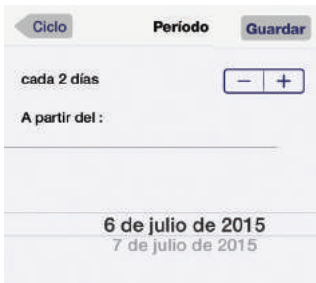 Ciclo Período Guardar
cada 2 días − +
A partir del :
6 de julio de 2015
7 de julio de 2015